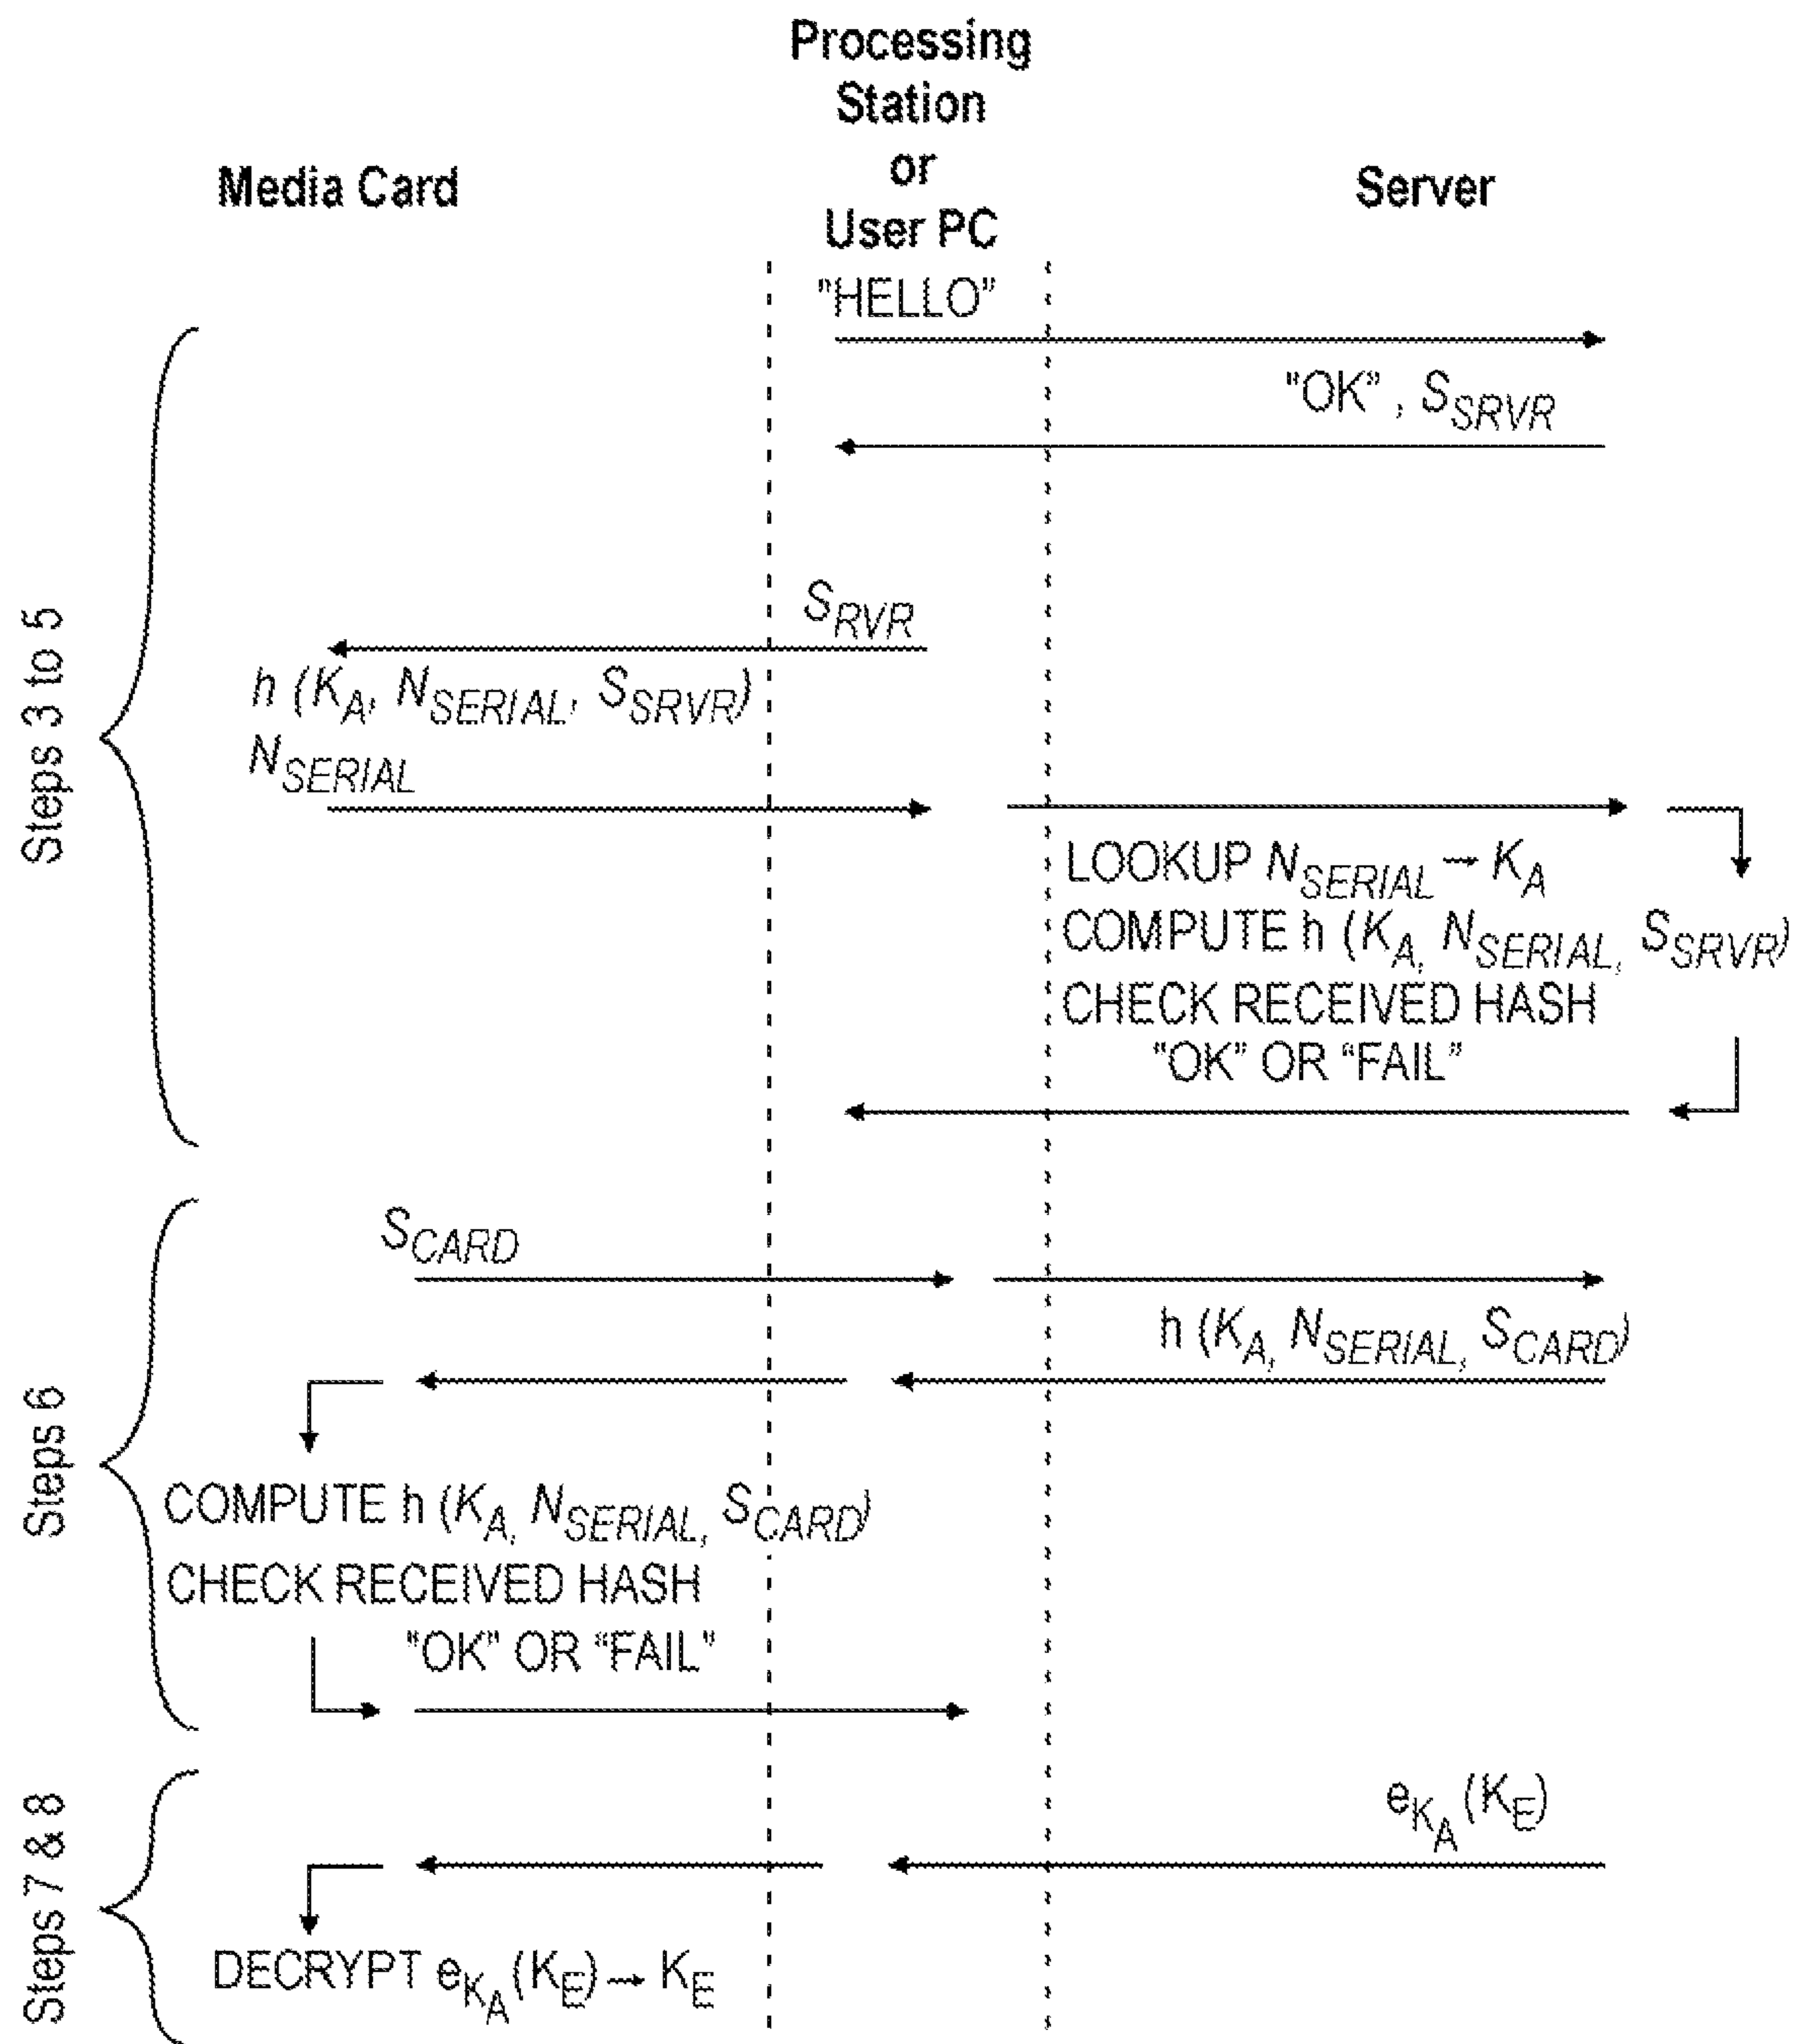 Processing
Station
or
User PC
Media Card
Server
"HELLO"
"OK", S_SRVR
Steps 3 to 5
S_RVR
h (K_A, N_SERIAL, S_SRVR)
N_SERIAL
LOOKUP N_SERIAL → K_A
COMPUTE h (K_A, N_SERIAL, S_SRVR)
CHECK RECEIVED HASH
"OK" OR "FAIL"
Steps 6
S_CARD
h (K_A, N_SERIAL, S_CARD)
COMPUTE h (K_A, N_SERIAL, S_CARD)
CHECK RECEIVED HASH
"OK" OR "FAIL"
Steps 7 & 8
e_K_A (K_E)
DECRYPT e_K_A (K_E) → K_E